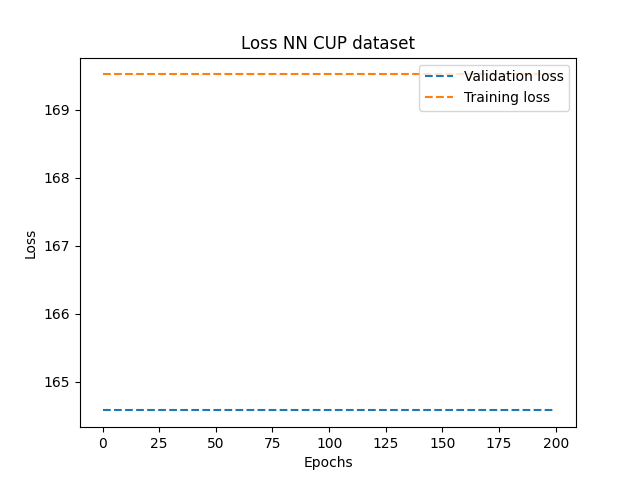 Loss NN CUP dataset
Validation loss
Training loss
169
168
167
166
165
Loss
0 25 50 75 100 125 150 175 200
Epochs